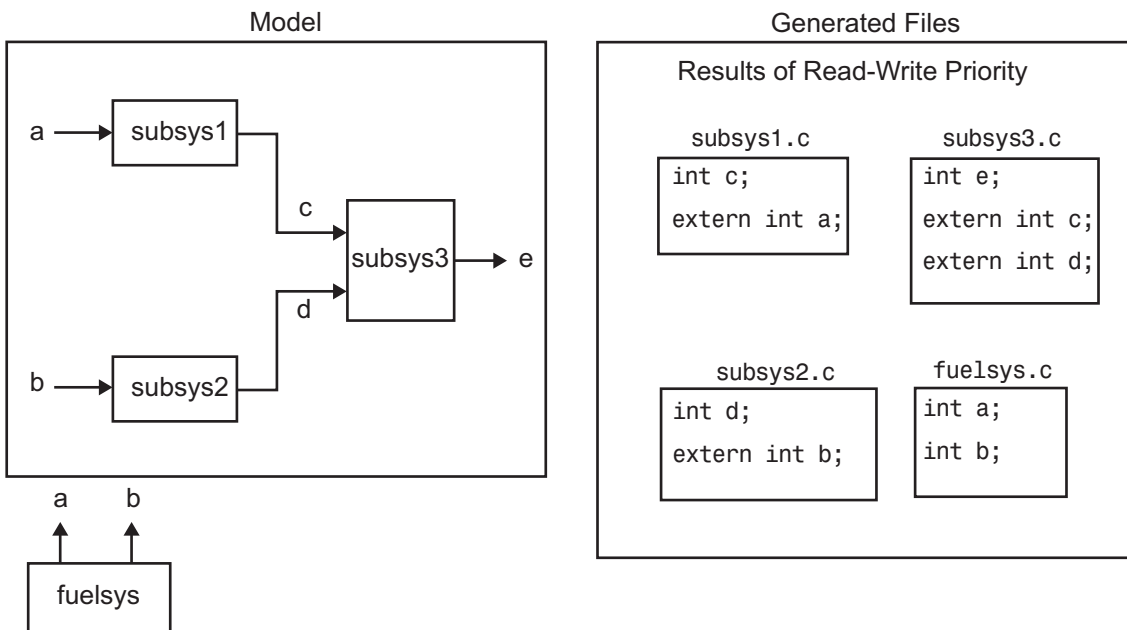 Model
a
subsys1
c
subsys3
e
d
b
subsys2
a
b
fuelsys
Generated Files
Results of Read-Write Priority
subsys1.c
int c;
extern int a;
subsys3.c
int e;
extern int c;
extern int d;
subsys2.c
int d;
extern int b;
fuelsys.c
int a;
int b;